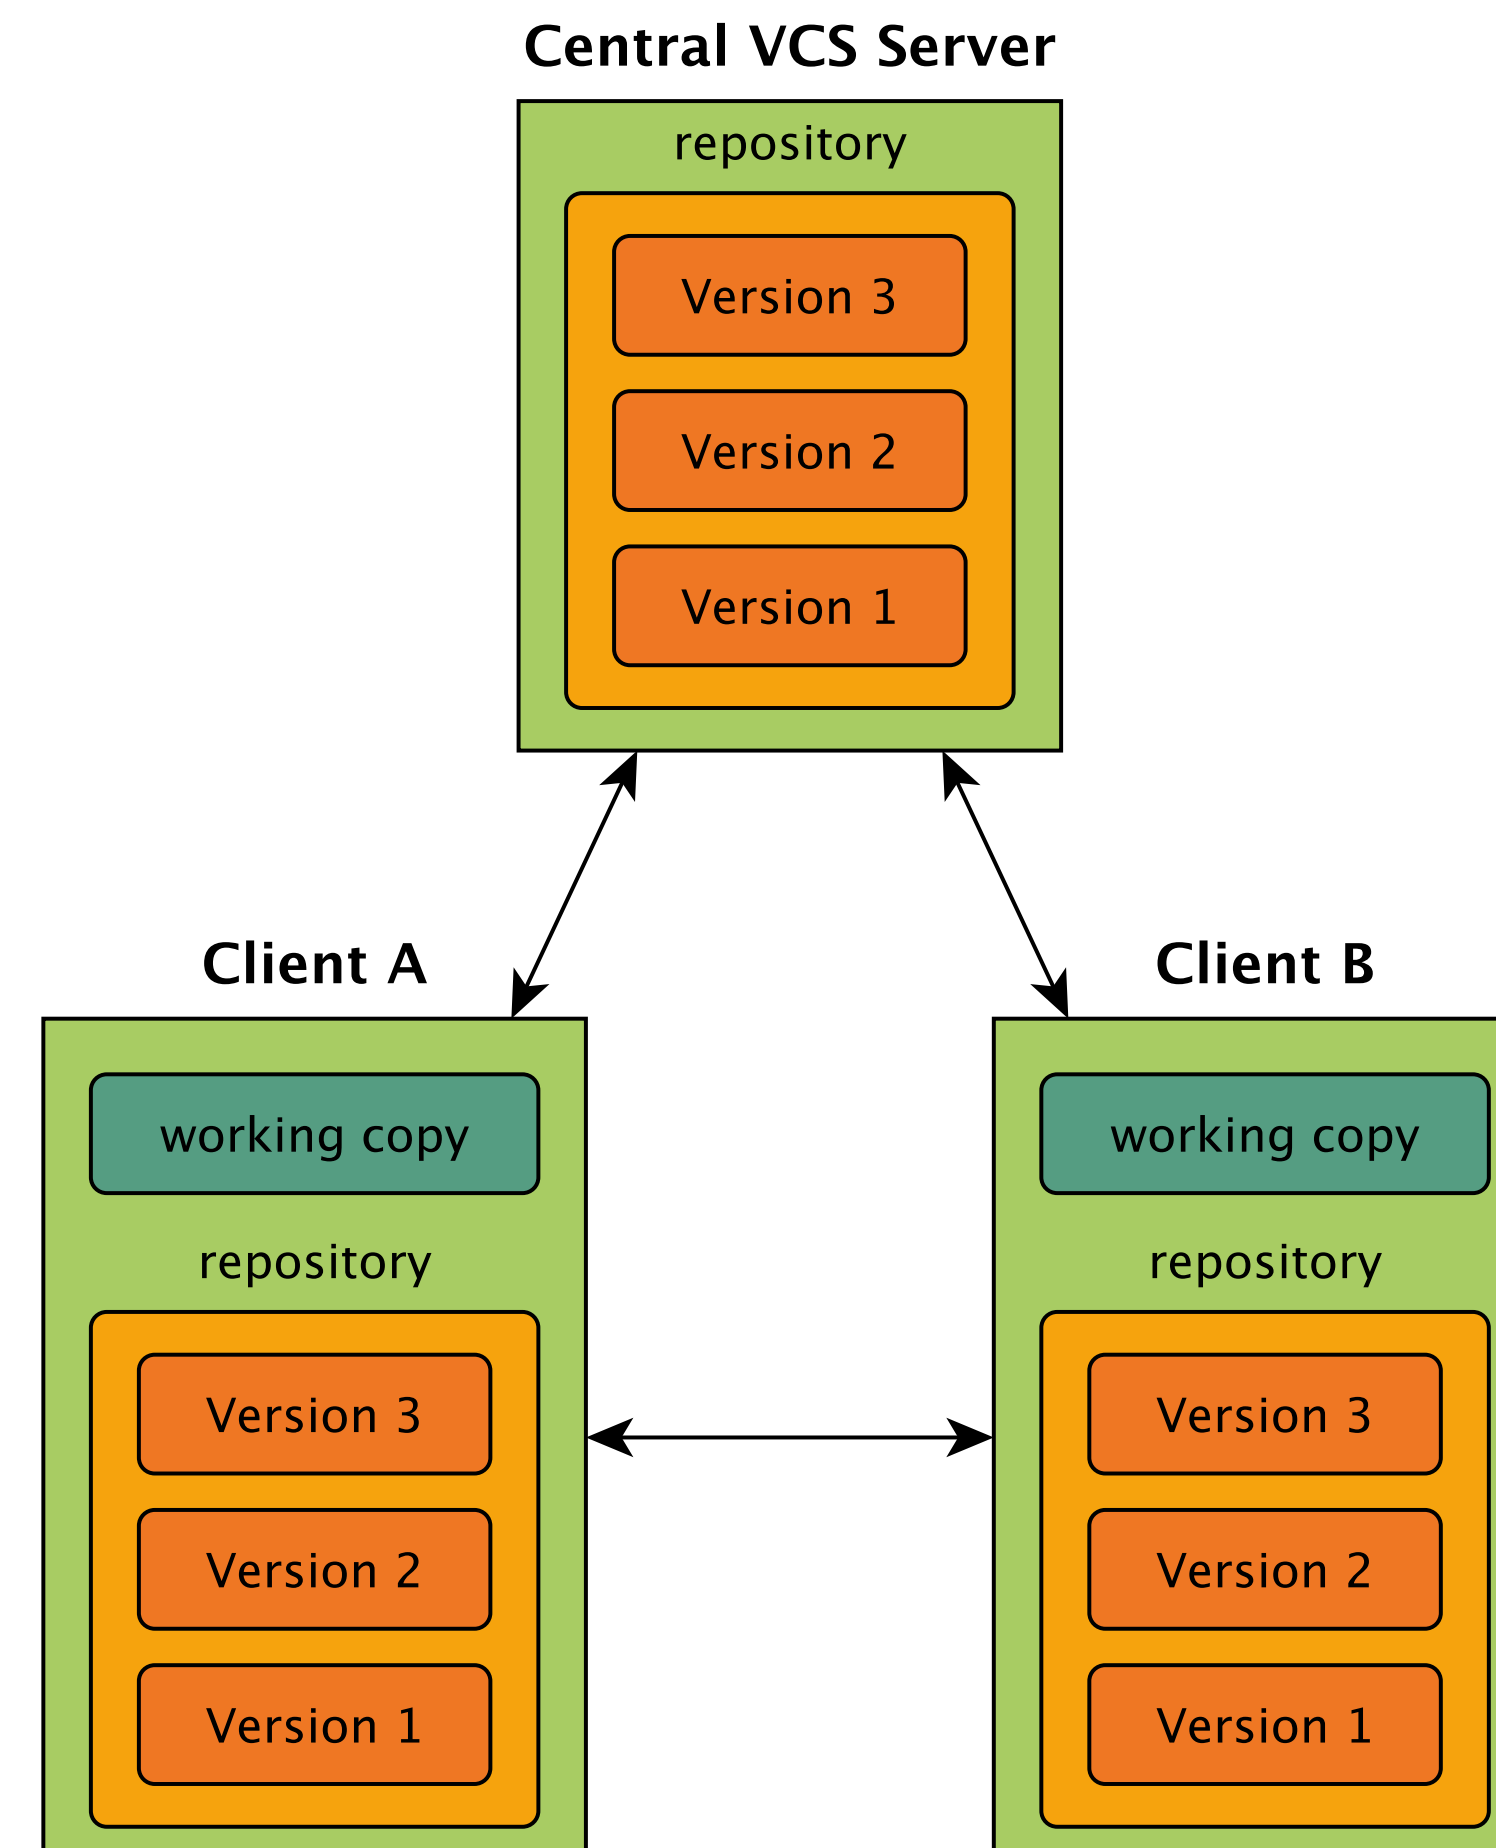 Central VCS Server
repository
Version 3
Version 2
Version 1
Client A
working copy
repository
Version 3
Version 2
Version 1
Client B
working copy
repository
Version 3
Version 2
Version 1